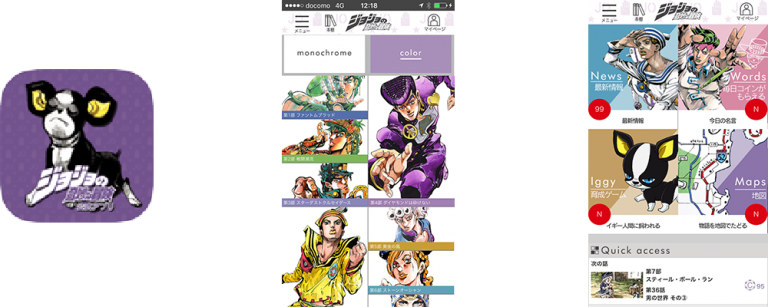 ジョジョの
奇妙な冒険
公式アプリ
docomo 4G 12:18
メニュー
本棚
ジョジョの
奇妙な冒険
マイページ
monochrome
color
第1部 ファントムブラッド
第2部 戦闘潮流
第3部 スターダストクルセイダース
第4部 ダイヤモンドは砕けない
第5部 黄金の風
第6部 ストーンオーシャン
メニュー
本棚
ジョジョの
奇妙な冒険
マイページ
News
最新情報
99
最新情報
Words
毎日コインが
もらえる
N
今日の名言
Iggy
育成ゲーム
N
イギー人間に飼われる
Maps
地図
N
物語を地図でたどる
Quick access
次の話
第7部
スティール・ボール・ラン
第36話
男の世界 その③
95